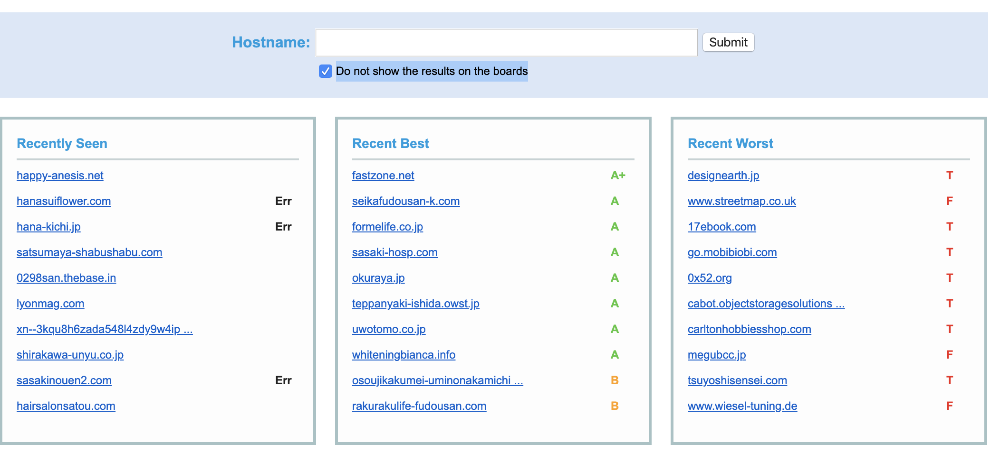 Hostname: Submit
Do not show the results on the boards
Recently Seen
happy-anesis.net
hanasuiflower.com Err
hana-kichi.jp Err
satsumaya-shabushabu.com
0298san.thebase.in
lyonmag.com
xn--3kqu8h6zada548l4zdy9w4ip ...
shirakawa-unyu.co.jp
sasakinouen2.com Err
hairsalonsatou.com
Recent Best
fastzone.net A+
seikafudousan-k.com A
formelife.co.jp A
sasaki-hosp.com A
okuraya.jp A
teppanyaki-ishida.owst.jp A
uwotomo.co.jp A
whiteningbianca.info A
osoujikakumei-uminonakamichi ... B
rakurakulife-fudousan.com B
Recent Worst
designearth.jp T
www.streetmap.co.uk F
17ebook.com T
go.mobibiobi.com T
0x52.org T
cabot.objectstoragesolutions ... T
carltonhobbiesshop.com T
megubcc.jp F
tsuyoshisensei.com T
www.wiesel-tuning.de F